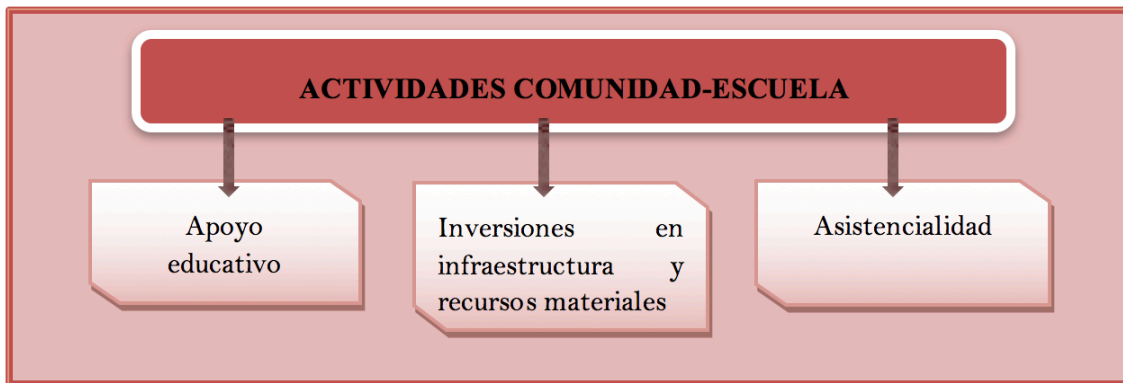 ACTIVIDADES COMUNIDAD-ESCUELA
Apoyo
educativo
Inversiones en
infraestructura y
recursos materiales
Asistencialidad